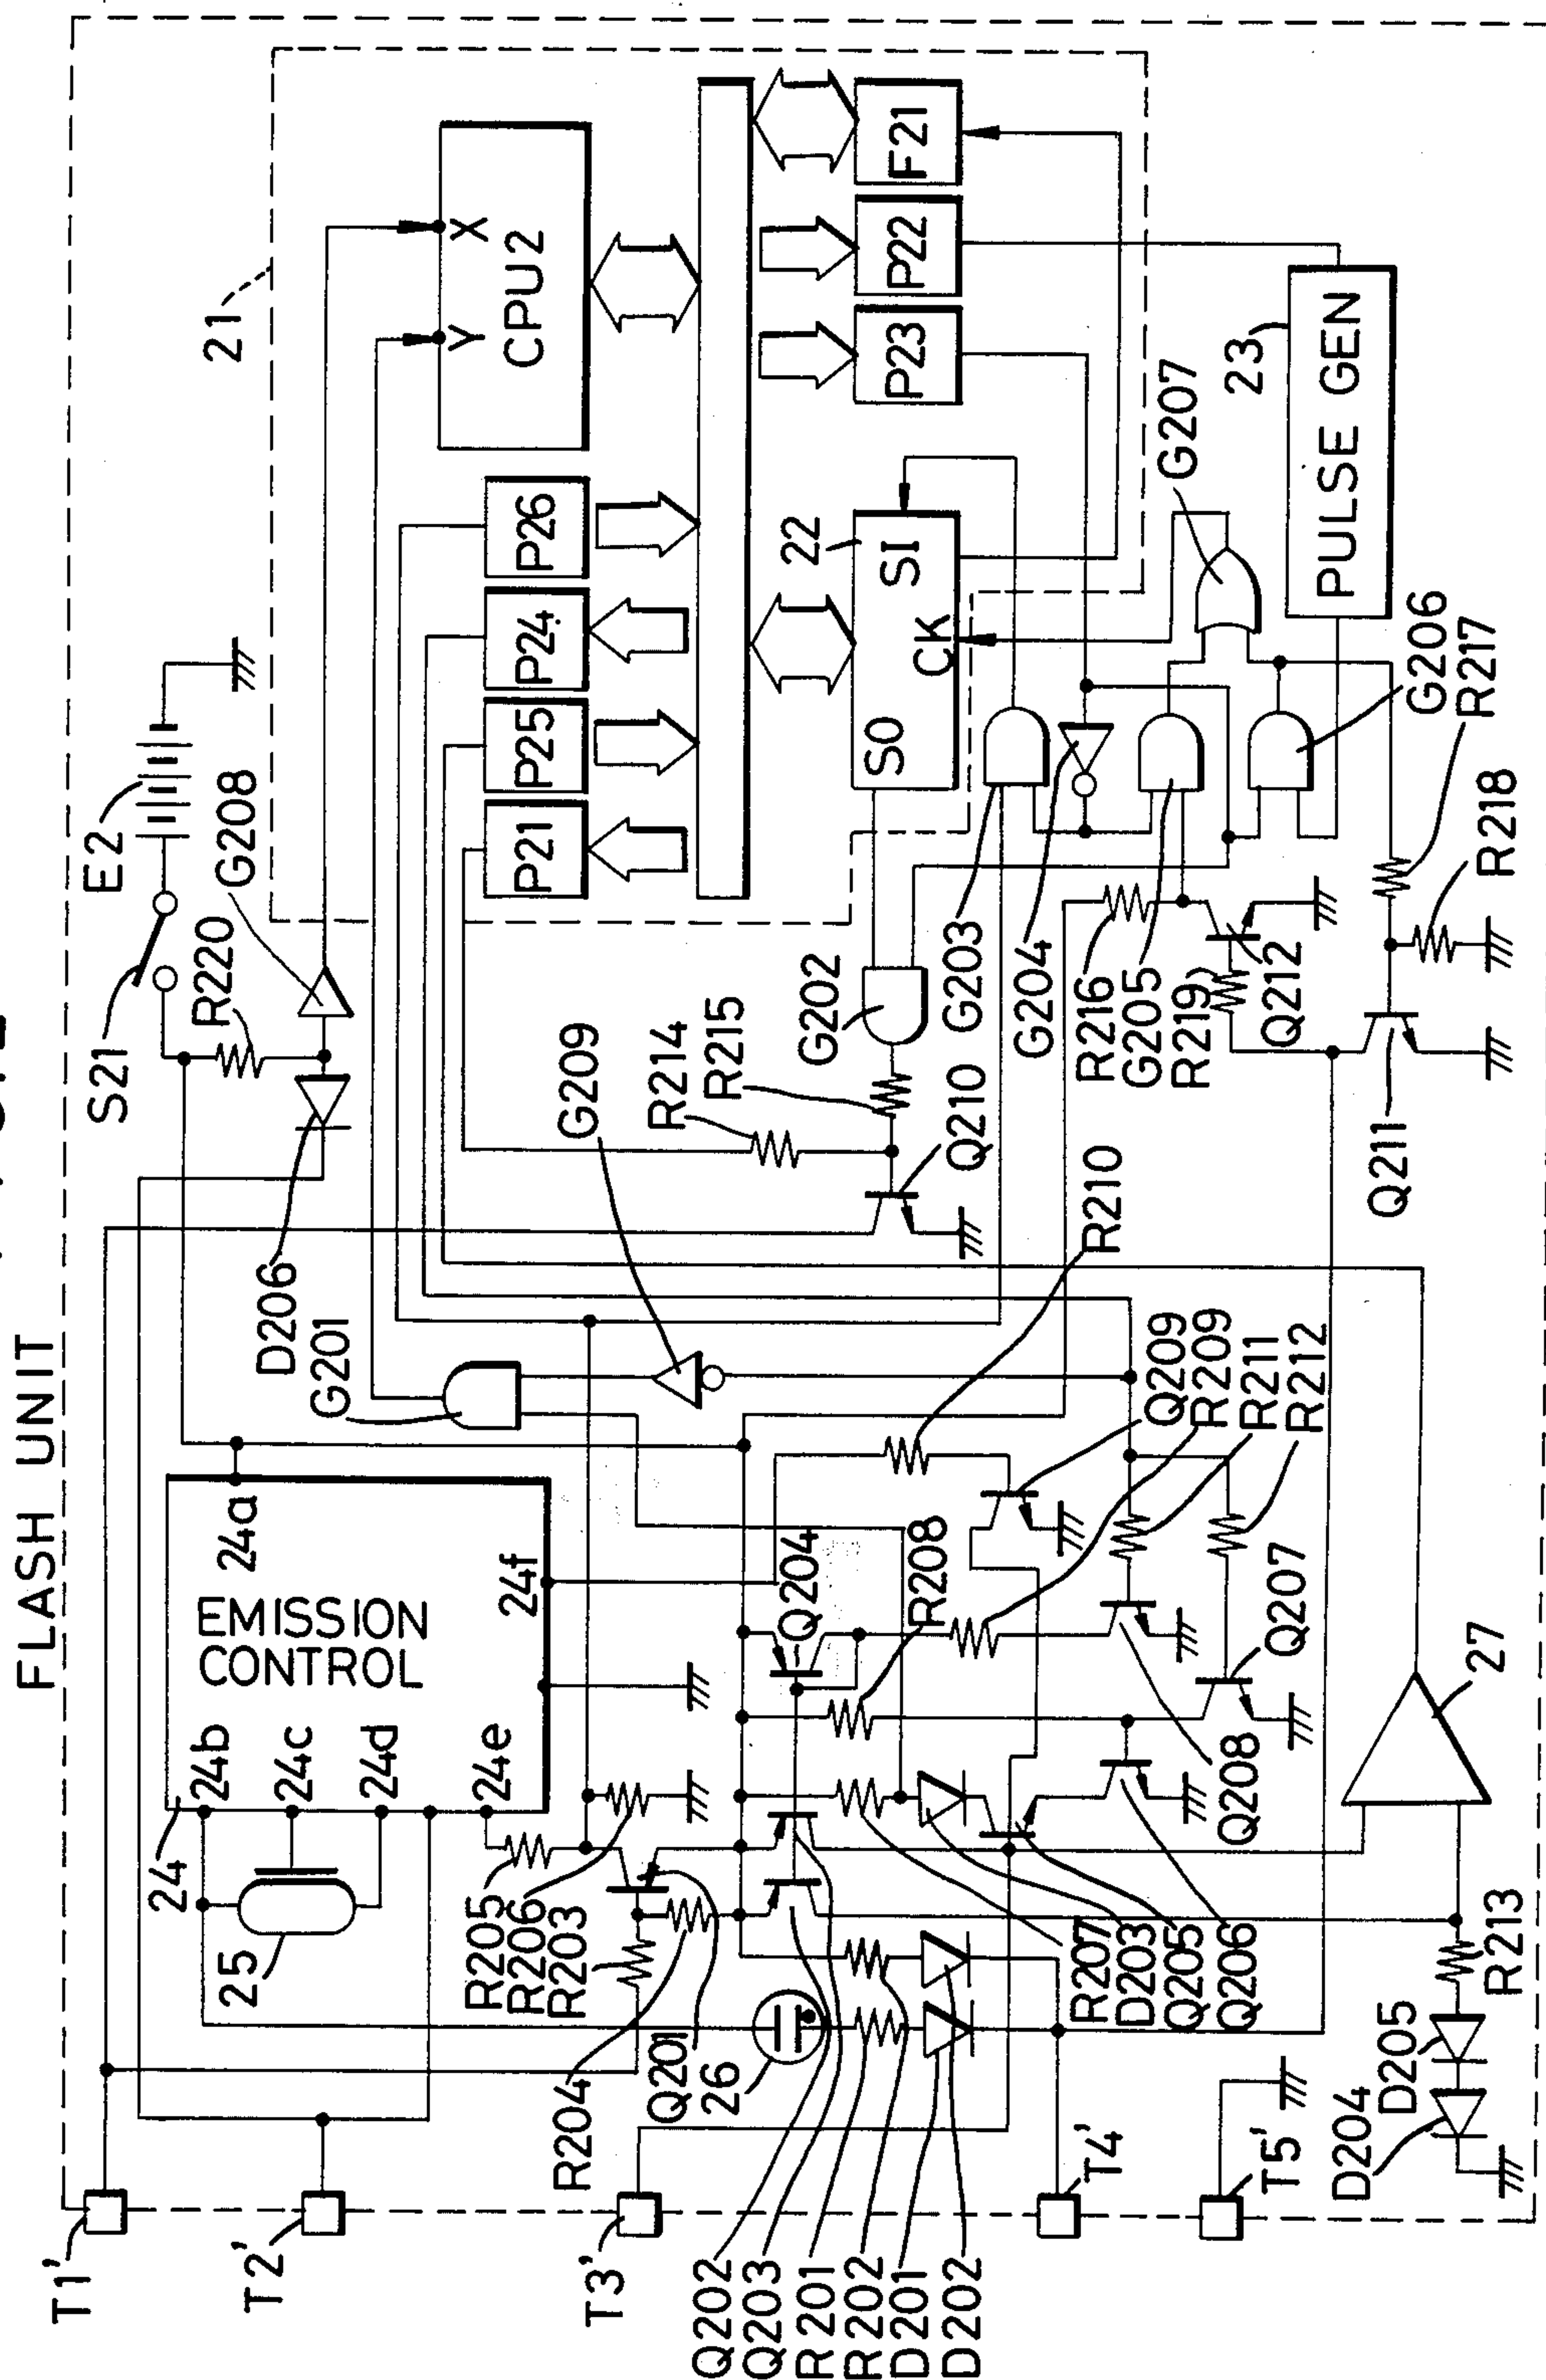 FLASH UNIT
T1'
T2'
T3'
T4'
T5'
24
24b
24c
24d
24e
24f
24a
EMISSION
CONTROL
25
R205
R206
R203
R204
Q201
26
Q202
Q203
R201
R202
D201
D202
R207
D203
Q205
Q206
D204
D205
R213
27
Q208
Q207
Q204
R208
Q209
R209
R211
R212
R210
G201
D206
G209
R214
R215
Q210
G202
G203
G204
R216
G205
R219
Q212
Q211
R218
R217
G206
G207
S21
R220
E2
G208
21
P21
P25
P24
P26
CPU2
X
Y
22
SO
SI
CK
P23
P22
F21
23
PULSE GEN